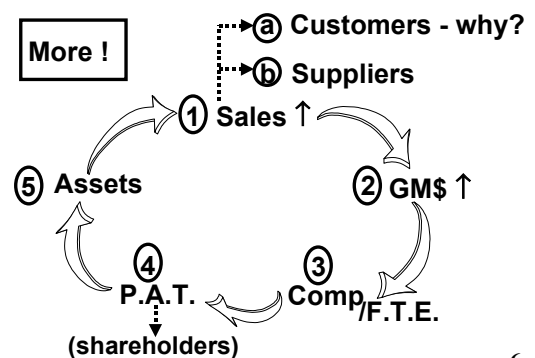 More !
a Customers - why?
b Suppliers
1 Sales ↑
2 GM$ ↑
3
Comp/F.T.E.
4
P.A.T.
(shareholders)
5 Assets